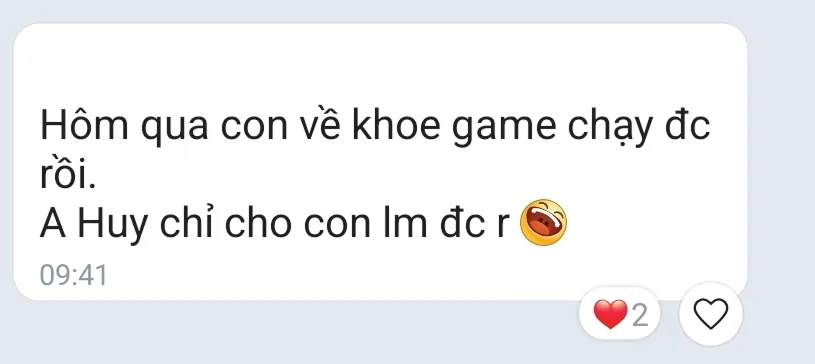 Hôm qua con về khoe game chạy đc
rồi.
A Huy chỉ cho con lm đc r 🤣
09:41
2